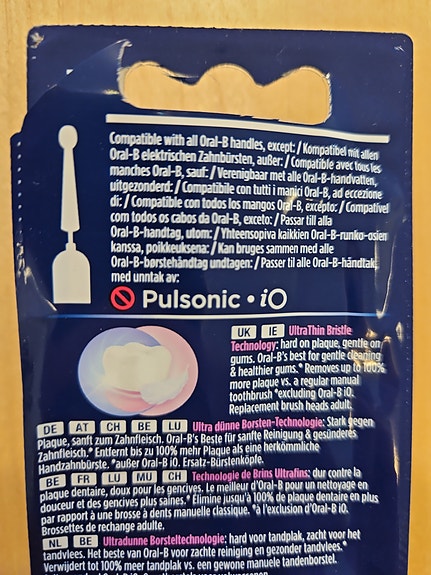 Compatible with all Oral-B handles, except: / Kompatibel mit allen
Oral-B elektrischen Zahnbürsten, außer: / Compatible avec tous les
manches Oral-B, sauf: / Verenigbaar met alle Oral-B-handvatten,
uitgezonderd: / Compatibile con tutti i manici Oral-B, ad eccezione
di: / Compatible con todos los mangos Oral-B, excepto: / Compatível
com todos os cabos da Oral-B, exceto: / Passar till alla
Oral-B-handtag, utom: / Yhteensopiva kaikkien Oral-B-runko-osien
kanssa, poikkeuksena: / Kan bruges sammen med alle
Oral-B-børstehåndtag undtagen: / Passer til alle Oral-B-håndtak,
med unntak av:
Pulsonic • iO
UK IE UltraThin Bristle
Technology: hard on plaque, gentle on
gums. Oral-B's best for gentle cleaning
& healthier gums.* Removes up to 100%
more plaque vs. a regular manual
toothbrush *excluding Oral-B iO.
Replacement brush heads adult.
DE AT CH BE LU Ultra dünne Borsten-Technologie: Stark gegen
Plaque, sanft zum Zahnfleisch. Oral-B's Beste für sanfte Reinigung & gesünderes
Zahnfleisch.* Entfernt bis zu 100% mehr Plaque als eine herkömmliche
Handzahnbürste. *außer Oral-B iO. Ersatz-Bürstenköpfe.
BE FR LU MU CH Technologie de Brins Ultrafins: dur contre la
plaque dentaire, doux pour les gencives. Le meilleur d'Oral-B pour un nettoyage en
douceur et des gencives plus saines.* Élimine jusqu'à 100% de plaque dentaire en plus
par rapport à une brosse à dents manuelle classique. *à l'exclusion d'Oral-B iO.
Brossettes de rechange adulte.
NL BE Ultradunne Borsteltechnologie: hard voor tandplak, zacht voor het
tandvlees. Het beste van Oral-B voor zachte reiniging en gezonder tandvlees.*
Verwijdert tot 100% meer tandplak vs. een gewone manuele tandenborstel.